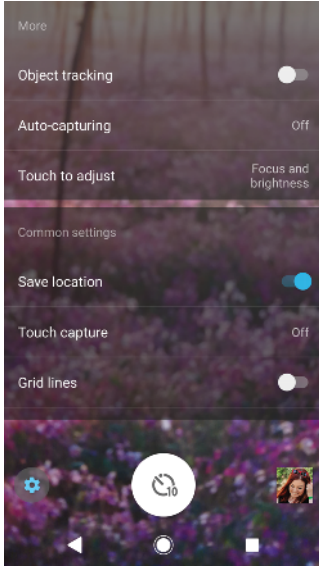 More
Object tracking
Auto-capturing
Off
Touch to adjust
Focus and
brightness
Common settings
Save location
Touch capture
Off
Grid lines
10